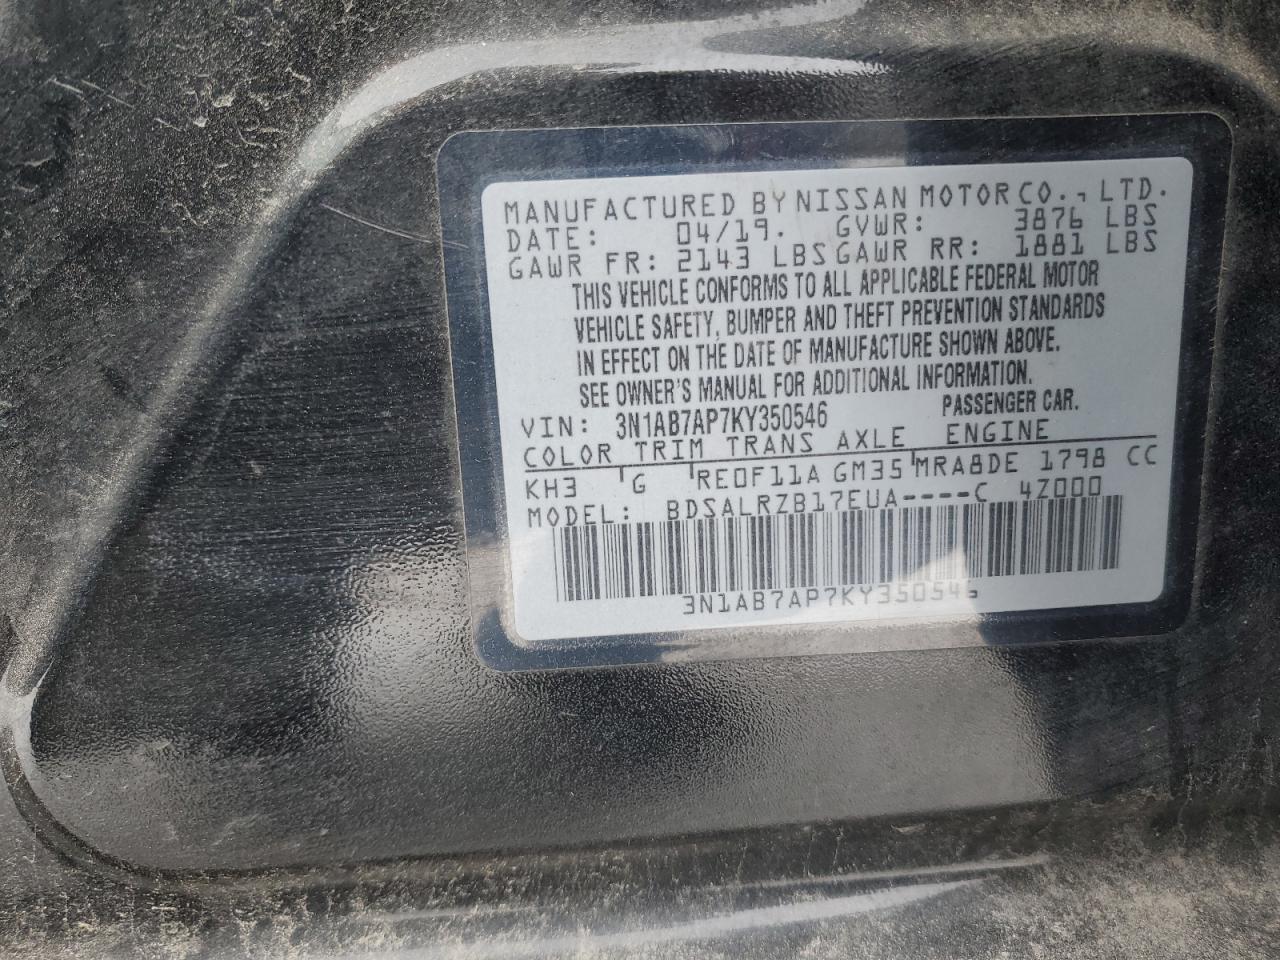 MANUFACTURED BY NISSAN MOTOR CO., LTD.
DATE: 04/19. GVWR: 3876 LBS
GAWR FR: 2143 LBS GAWR RR: 1881 LBS
THIS VEHICLE CONFORMS TO ALL APPLICABLE FEDERAL MOTOR
VEHICLE SAFETY, BUMPER AND THEFT PREVENTION STANDARDS
IN EFFECT ON THE DATE OF MANUFACTURE SHOWN ABOVE.
SEE OWNER'S MANUAL FOR ADDITIONAL INFORMATION.
VIN: 3N1AB7AP7KY350546 PASSENGER CAR.
COLOR TRIM TRANS AXLE ENGINE
KH3 G RE0F11A GM35 MRA8DE 1798 CC
MODEL: BDSALRZB17EUA----C 4Z000
3N1AB7AP7KY350546